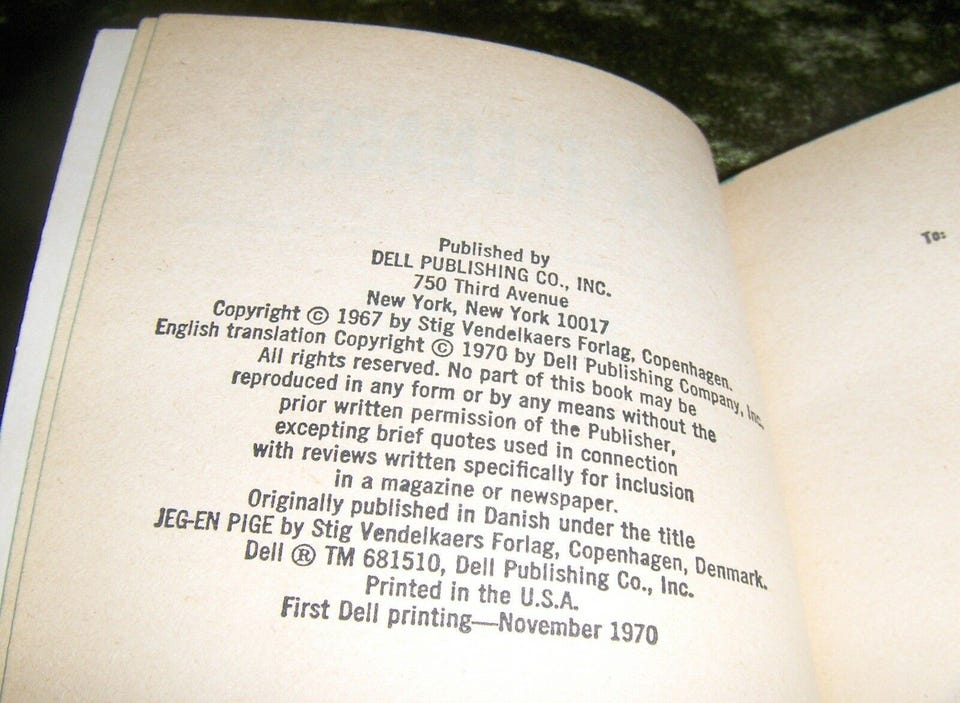 Published by
DELL PUBLISHING CO., INC.
750 Third Avenue
New York, New York 10017
Copyright © 1967 by Stig Vendelkaers Forlag, Copenhagen.
English translation Copyright © 1970 by Dell Publishing Company, Inc.
All rights reserved. No part of this book may be
reproduced in any form or by any means without the
prior written permission of the Publisher,
excepting brief quotes used in connection
with reviews written specifically for inclusion
in a magazine or newspaper.
Originally published in Danish under the title
JEG-EN PIGE by Stig Vendelkaers Forlag, Copenhagen, Denmark.
Dell ® TM 681510, Dell Publishing Co., Inc.
Printed in the U.S.A.
First Dell printing—November 1970
To: